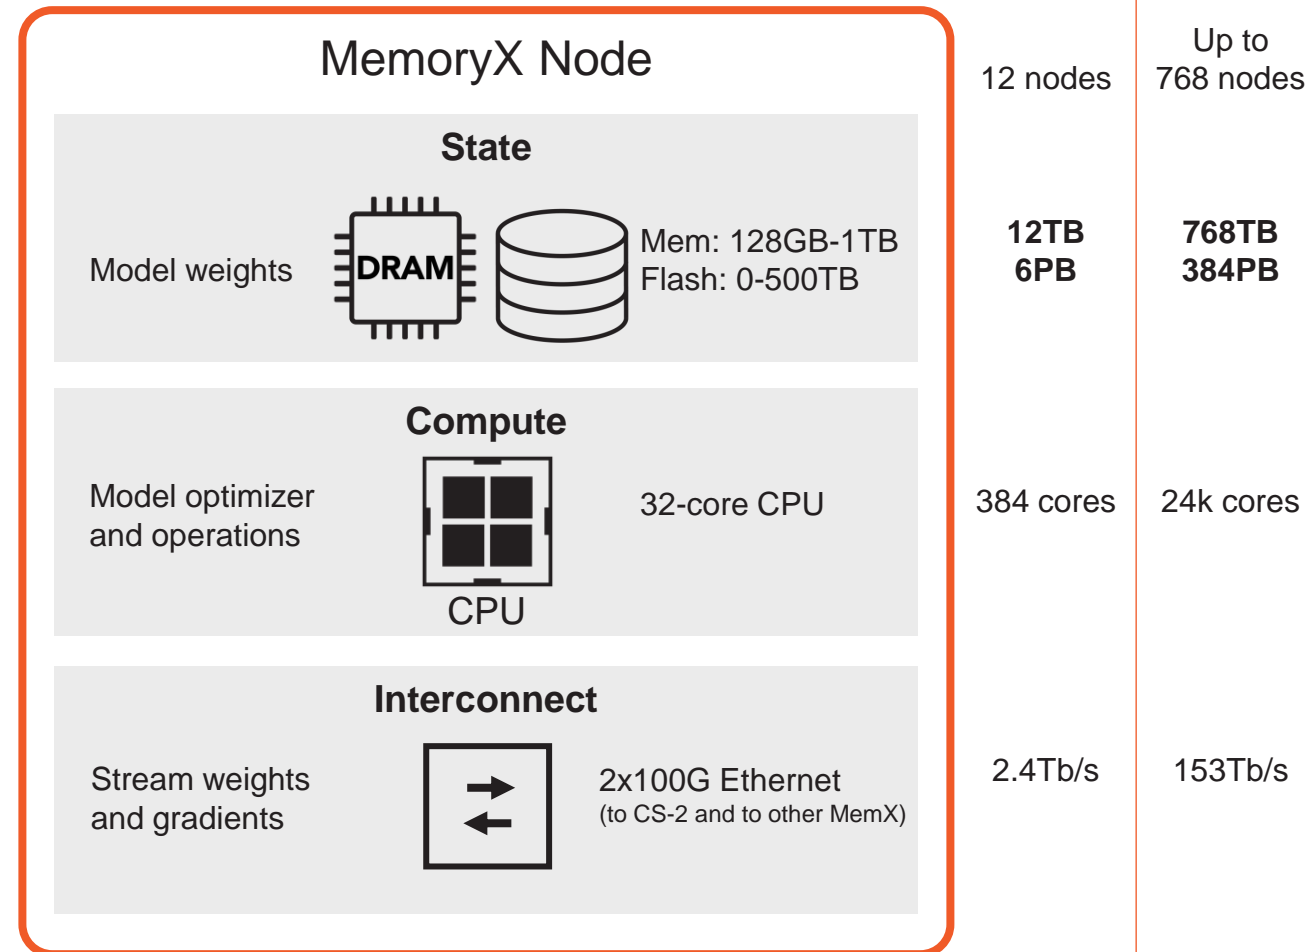 MemoryX Node
12 nodes
Up to
768 nodes
State
Model weights
DRAM
Mem: 128GB-1TB
Flash: 0-500TB
12TB
6PB
768TB
384PB
Compute
Model optimizer
and operations
CPU
32-core CPU
384 cores
24k cores
Interconnect
Stream weights
and gradients
2x100G Ethernet
(to CS-2 and to other MemX)
2.4Tb/s
153Tb/s